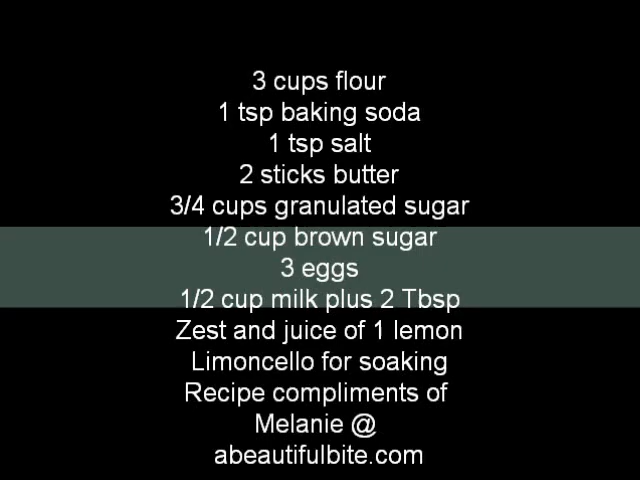 3 cups flour
1 tsp baking soda
1 tsp salt
2 sticks butter
3/4 cups granulated sugar
1/2 cup brown sugar
3 eggs
1/2 cup milk plus 2 Tbsp
Zest and juice of 1 lemon
Limoncello for soaking
Recipe compliments of
Melanie @
abeautifulbite.com